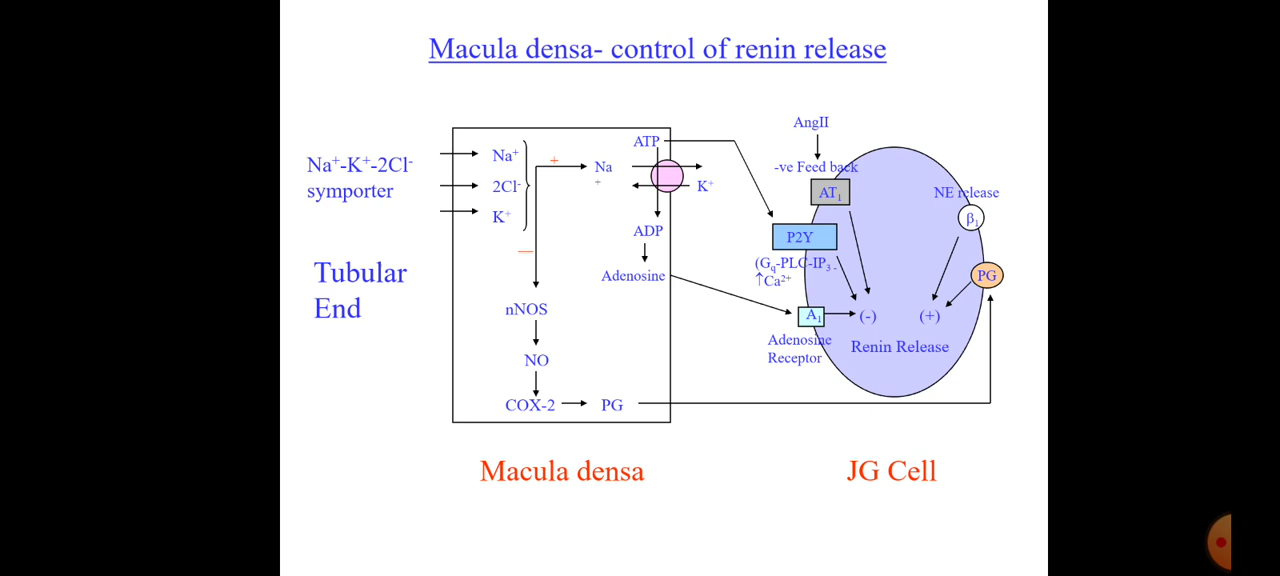 Macula densa- control of renin release
Na⁺-K⁺-2Cl⁻
symporter
Tubular
End
Na⁺
2Cl⁻
K⁺
+
—
Na
+
ATP
K⁺
ADP
Adenosine
nNOS
NO
COX-2
PG
Macula densa
AngII
-ve Feed back
AT₁
P2Y
(Gq-PLC-IP₃-
↑Ca²⁺
A₁
Adenosine
Receptor
NE release
β₁
PG
(-)
(+)
Renin Release
JG Cell